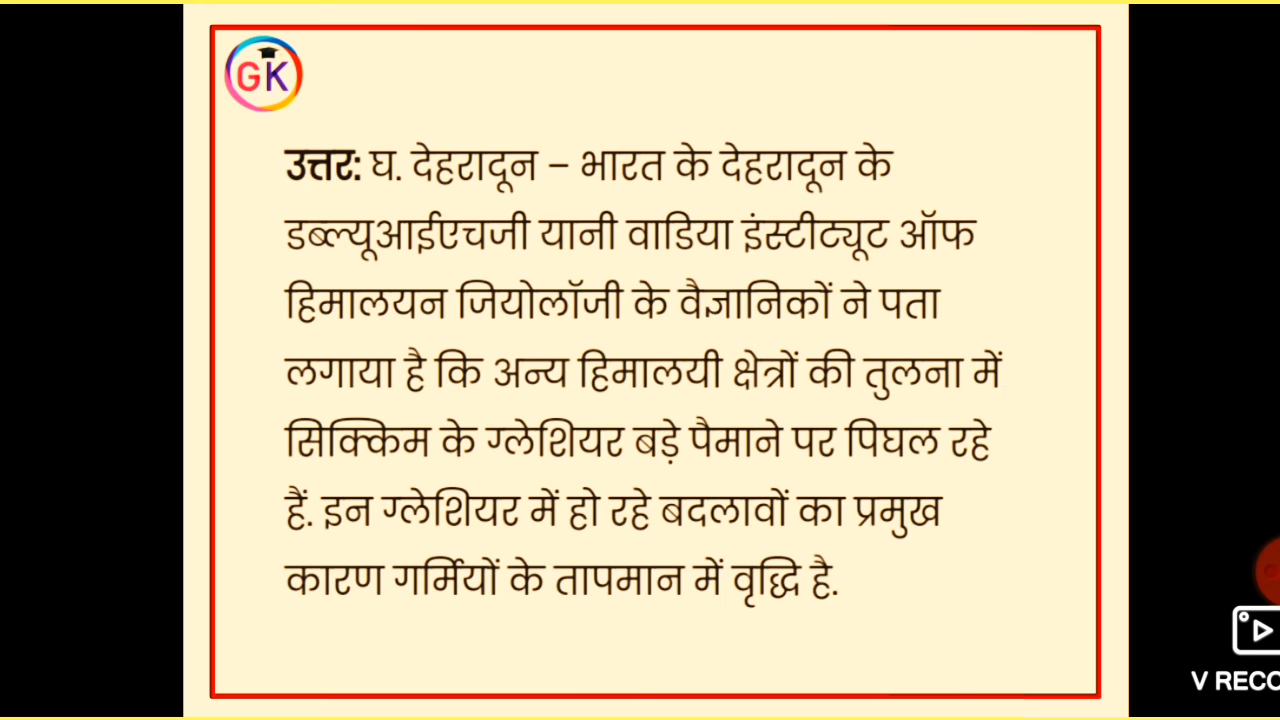 GK
उत्तर: घ. देहरादून – भारत के देहरादून के
डब्ल्यूआईएचजी यानी वाडिया इंस्टीट्यूट ऑफ
हिमालयन जियोलॉजी के वैज्ञानिकों ने पता
लगाया है कि अन्य हिमालयी क्षेत्रों की तुलना में
सिक्किम के ग्लेशियर बड़े पैमाने पर पिघल रहे
हैं. इन ग्लेशियर में हो रहे बदलावों का प्रमुख
कारण गर्मियों के तापमान में वृद्धि है.
V RECO